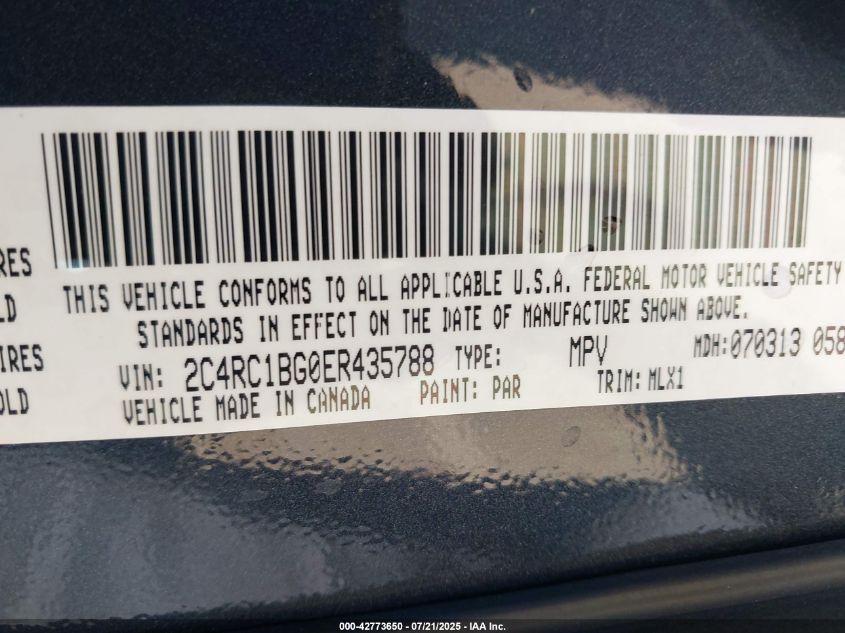 RES
LD
IRES
OLD
THIS VEHICLE CONFORMS TO ALL APPLICABLE U.S.A. FEDERAL MOTOR VEHICLE SAFETY
STANDARDS IN EFFECT ON THE DATE OF MANUFACTURE SHOWN ABOVE.
VIN: 2C4RC1BG0ER435788 TYPE: MPV MDH:070313 058
VEHICLE MADE IN CANADA PAINT: PAR TRIM: MLX1
000-42773650 - 07/21/2025 - IAA Inc.